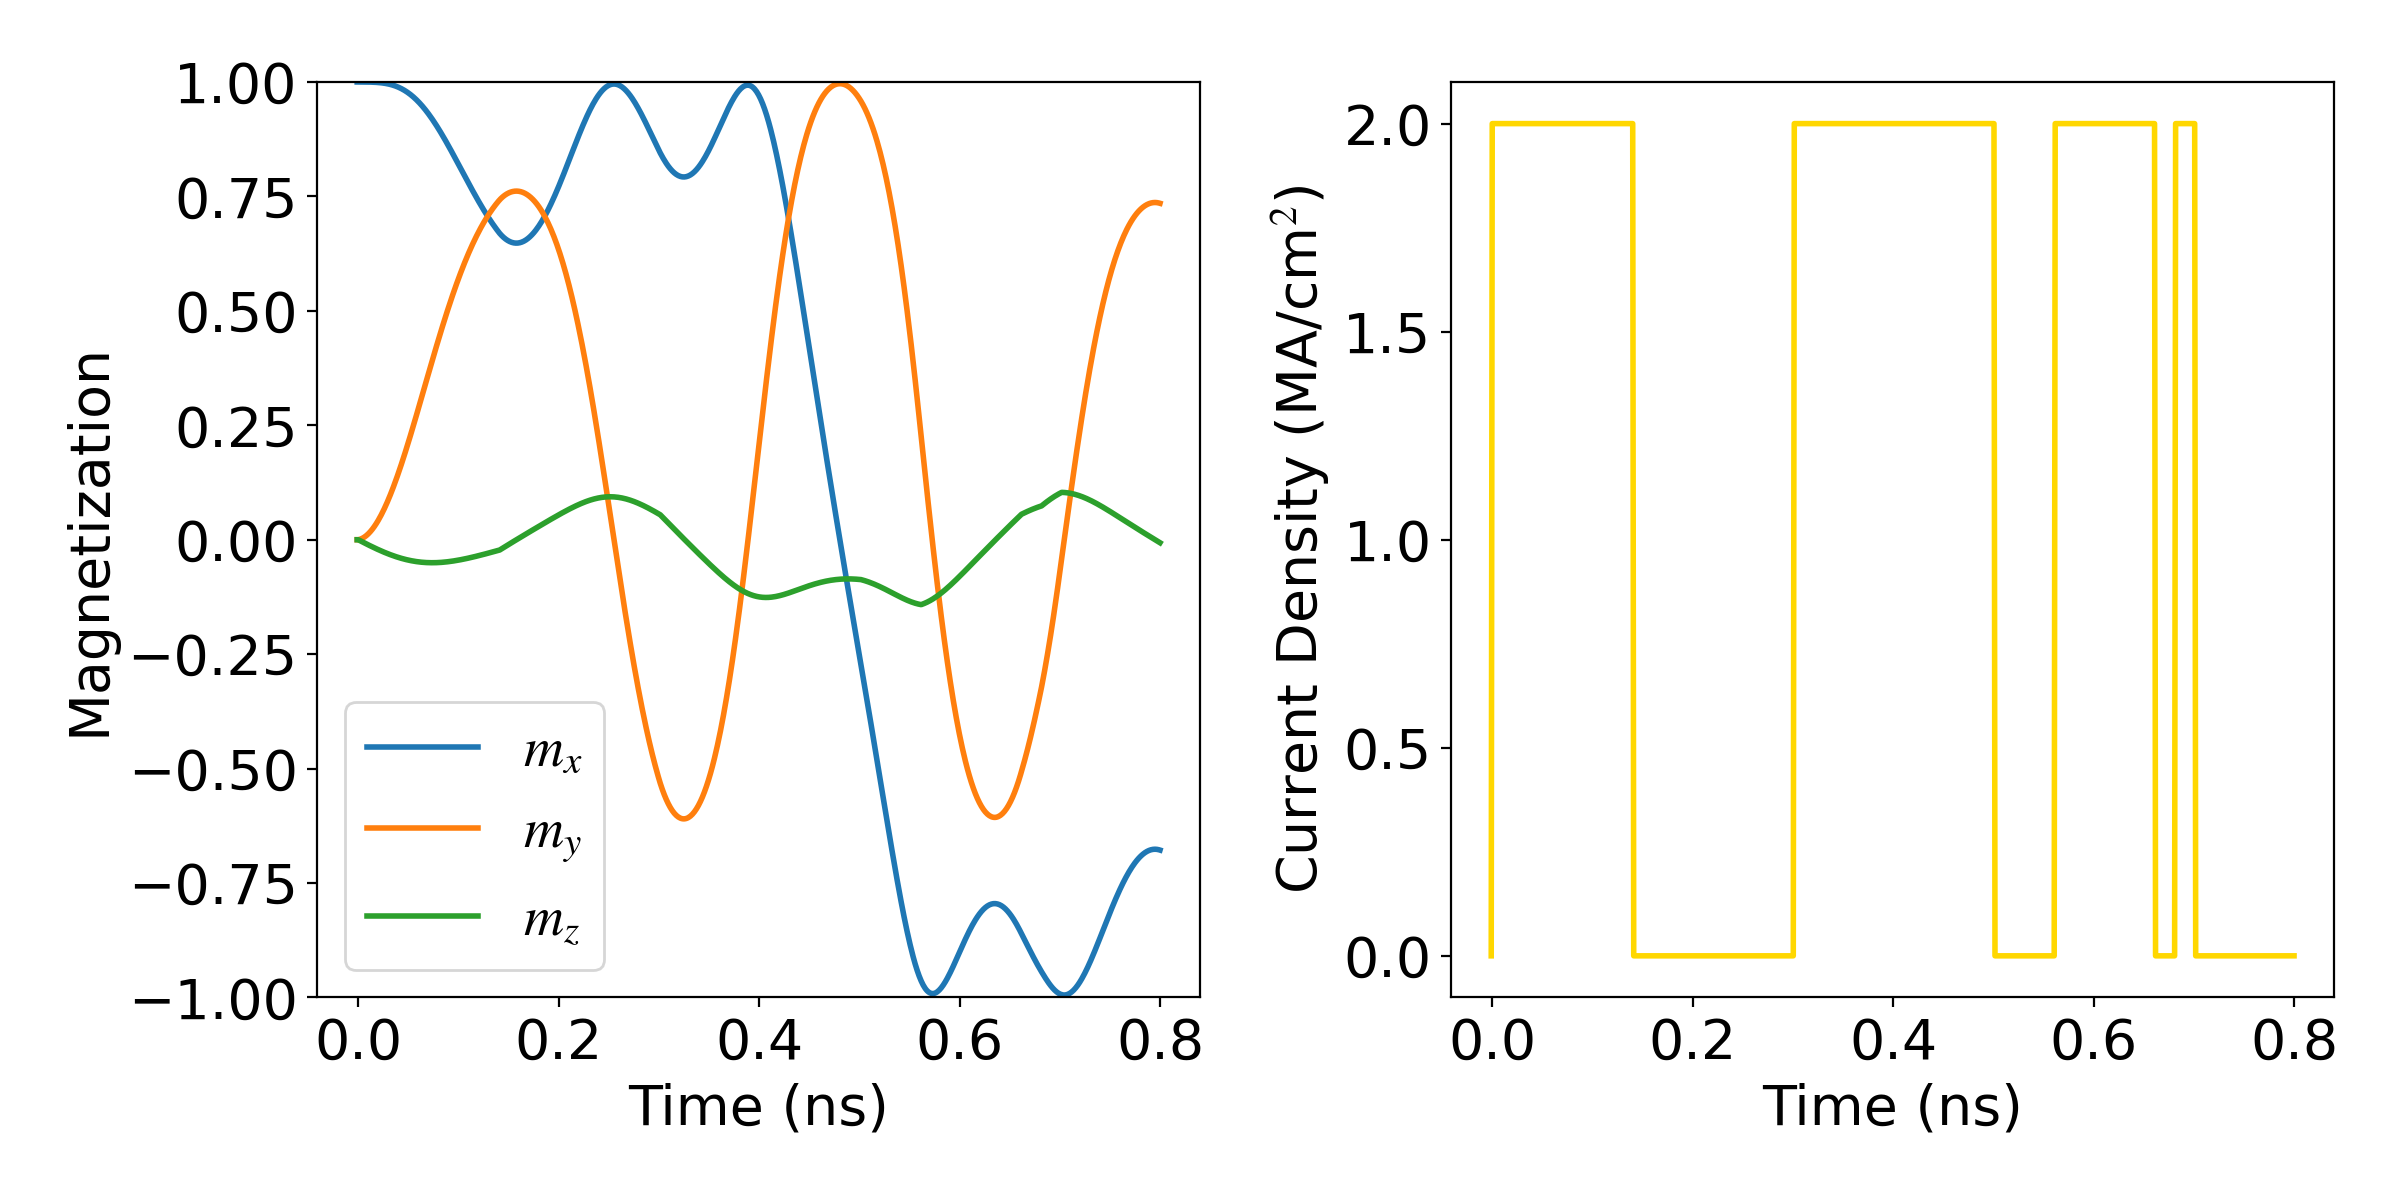 1.00
0.75
0.50
0.25
0.00
−0.25
−0.50
−0.75
−1.00
Magnetization
m_x
m_y
m_z
0.0 0.2 0.4 0.6 0.8
Time (ns)
2.0
1.5
1.0
0.5
0.0
Current Density (MA/cm²)
0.0 0.2 0.4 0.6 0.8
Time (ns)